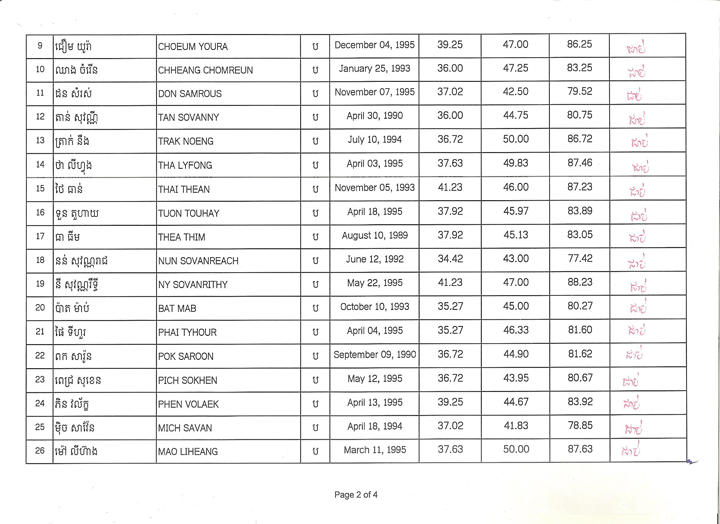 9 ជឿម យូរ៉ា CHOEUM YOURA ប December 04, 1995 39.25 47.00 86.25 ជាប់
10 ឈាង ចំរើន CHHEANG CHOMREUN ប January 25, 1993 36.00 47.25 83.25 ជាប់
11 ដន សំរស់ DON SAMROUS ប November 07, 1995 37.02 42.50 79.52 ជាប់
12 តាន់ សុវណ្ណី TAN SOVANNY ប April 30, 1990 36.00 44.75 80.75 ជាប់
13 ត្រាក់ នឹង TRAK NOENG ប July 10, 1994 36.72 50.00 86.72 ជាប់
14 ថា លីហ្វុង THA LYFONG ប April 03, 1995 37.63 49.83 87.46 ជាប់
15 ថៃ ធាន់ THAI THEAN ប November 05, 1993 41.23 46.00 87.23 ជាប់
16 ទួន តួហាយ TUON TOUHAY ប April 18, 1995 37.92 45.97 83.89 ជាប់
17 ធា ធីម THEA THIM ប August 10, 1989 37.92 45.13 83.05 ជាប់
18 នន់ សុវណ្ណរាជ NUN SOVANREACH ប June 12, 1992 34.42 43.00 77.42 ជាប់
19 នី សុវណ្ណរឹទ្ធី NY SOVANRITHY ប May 22, 1995 41.23 47.00 88.23 ជាប់
20 ប៉ាត ម៉ាប់ BAT MAB ប October 10, 1993 35.27 45.00 80.27 ជាប់
21 ផៃ ទីហួរ PHAI TYHOUR ប April 04, 1995 35.27 46.33 81.60 ជាប់
22 ពក សារ៉ុន POK SAROON ប September 09, 1990 36.72 44.90 81.62 ជាប់
23 ពេជ្រ សុខេន PICH SOKHEN ប May 12, 1995 36.72 43.95 80.67 ជាប់
24 ភិន វល័ក្ខ PHEN VOLAEK ប April 13, 1995 39.25 44.67 83.92 ជាប់
25 ម៉ិច សាវ៉ែន MICH SAVAN ប April 18, 1994 37.02 41.83 78.85 ជាប់
26 ម៉ៅ លីហ៊ាង MAO LIHEANG ប March 11, 1995 37.63 50.00 87.63 ជាប់
Page 2 of 4